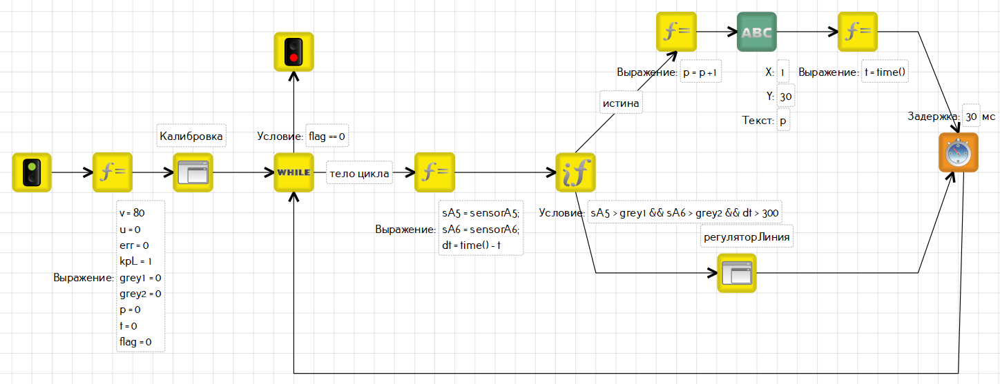 Калибровка
v = 80
u = 0
err = 0
kpL = 1
Выражение: grey1 = 0
grey2 = 0
p = 0
t = 0
flag = 0
Условие: flag == 0
WHILE
тело цикла
f=
f=
sA5 = sensorA5;
Выражение: sA6 = sensorA6;
dt = time() - t
if
Условие: sA5 > grey1 && sA6 > grey2 && dt > 300
истина
f=
Выражение: p = p +1
ABC
X: 1
Y: 30
Текст: p
f=
Выражение: t = time()
Задержка: 30 мс
регуляторЛиния